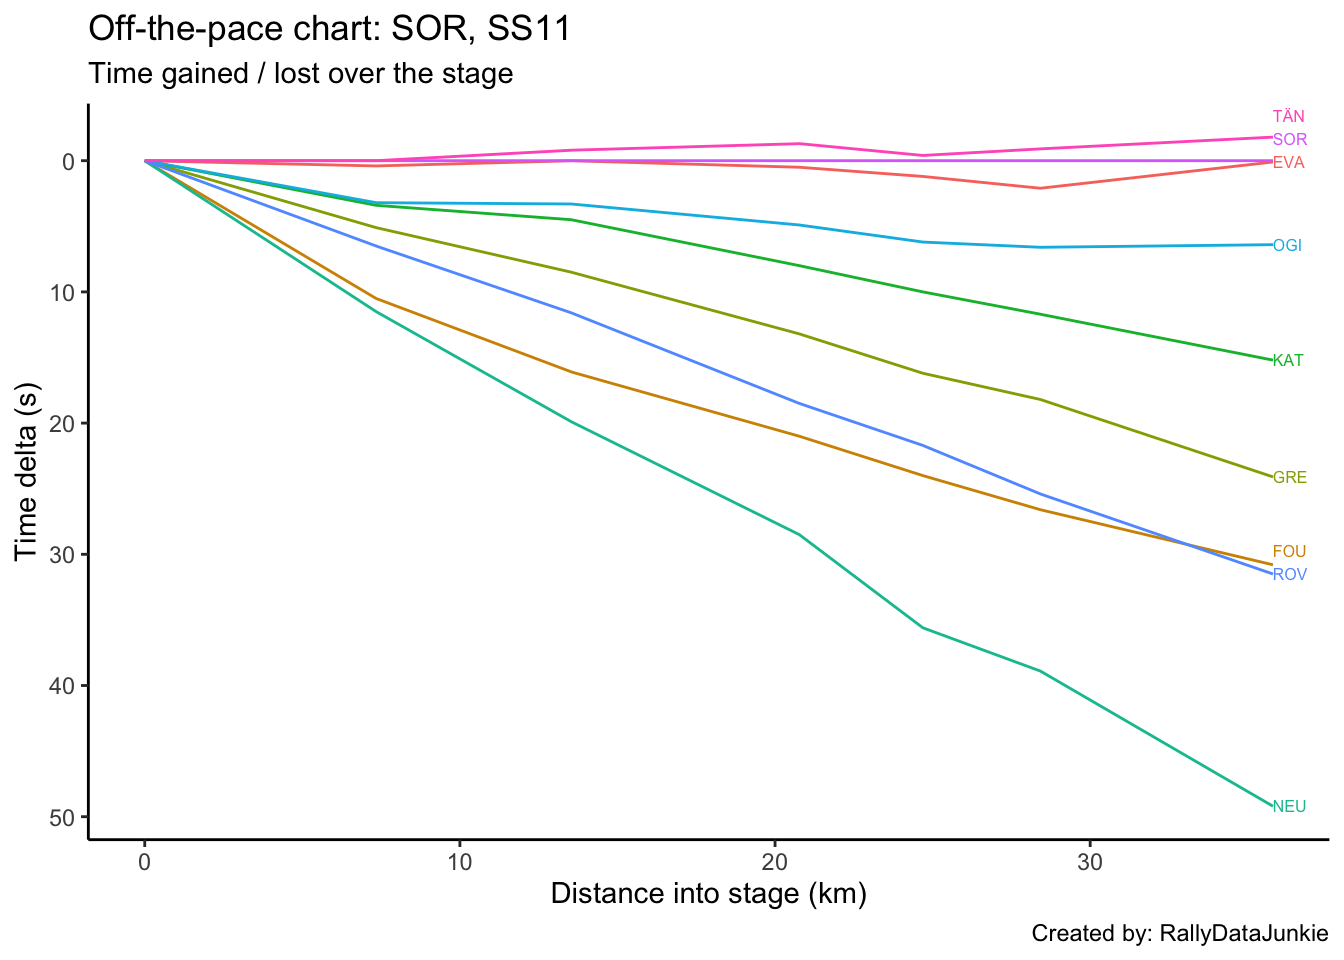 Off-the-pace chart: SOR, SS11
Time gained / lost over the stage
TÄN
SOR
EVA
OGI
KAT
GRE
FOU
ROV
NEU
0
10
20
30
40
50
Time delta (s)
0 10 20 30
Distance into stage (km)
Created by: RallyDataJunkie